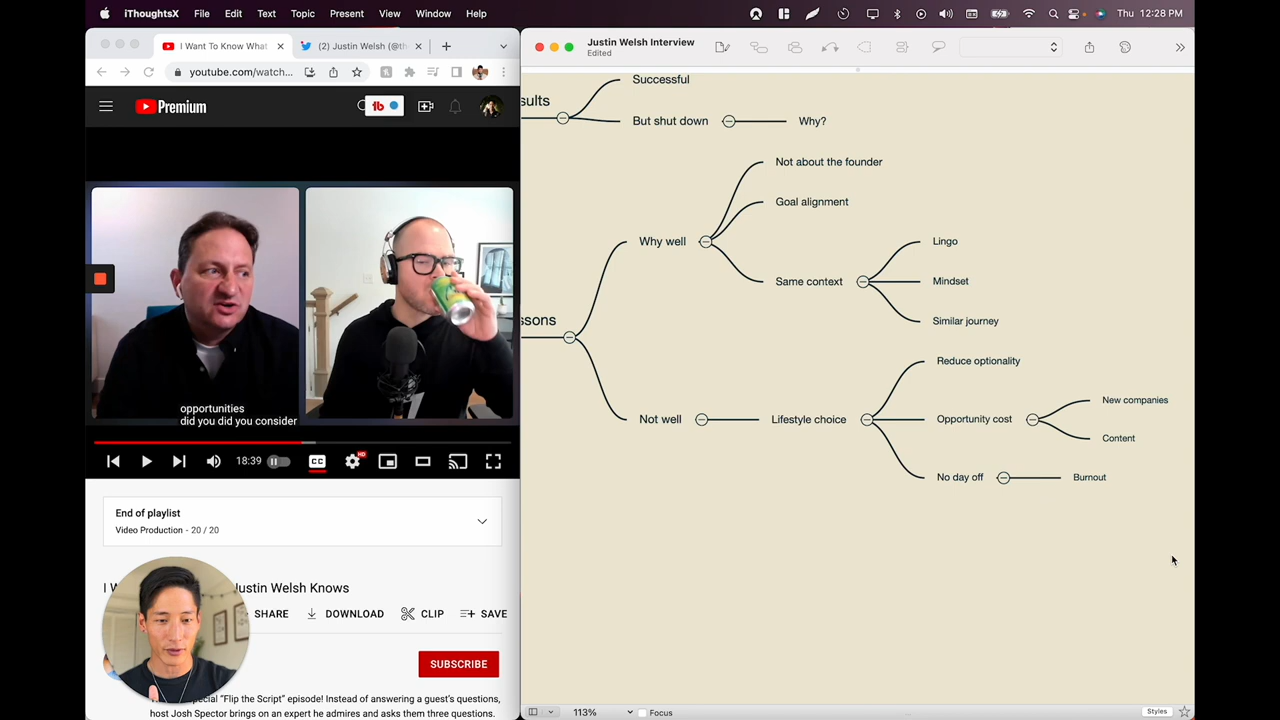 iThoughtsX File Edit Text Topic Present View Window Help
Thu 12:28 PM
I Want To Know What
(2) Justin Welsh (@th
youtube.com/watch...
Premium
tb
opportunities
did you did you consider
18:39
CC
HD
End of playlist
Video Production - 20 / 20
I W
Justin Welsh Knows
SHARE DOWNLOAD CLIP SAVE
SUBSCRIBE
pecial "Flip the Script" episode! Instead of answering a guest's questions,
host Josh Spector brings on an expert he admires and asks them three questions.
Justin Welsh Interview
Edited
sults
Successful
But shut down
Why?
ssons
Why well
Not about the founder
Goal alignment
Same context
Lingo
Mindset
Similar journey
Not well
Lifestyle choice
Reduce optionality
Opportunity cost
New companies
Content
No day off
Burnout
113%
Focus
Styles